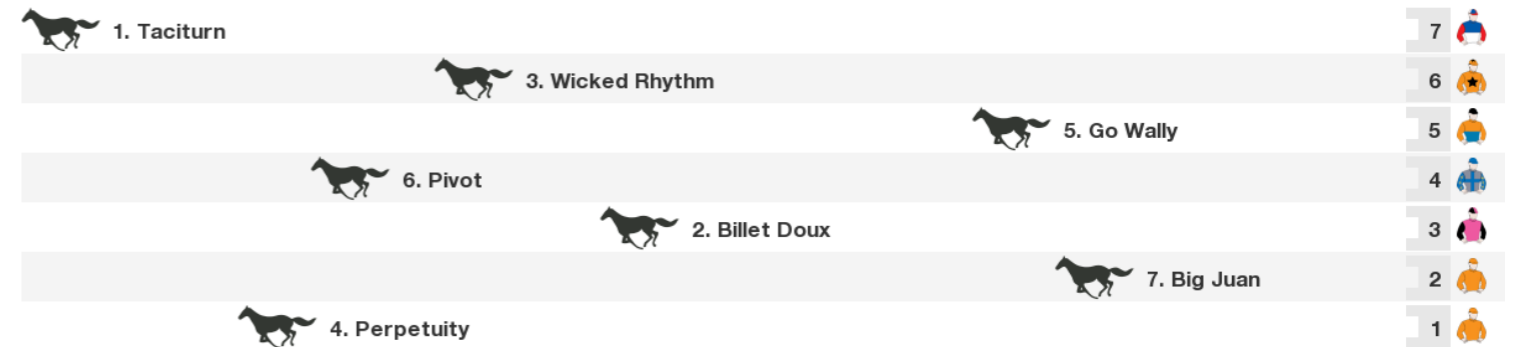 1. Taciturn 7
3. Wicked Rhythm 6
5. Go Wally 5
6. Pivot 4
2. Billet Doux 3
7. Big Juan 2
4. Perpetuity 1